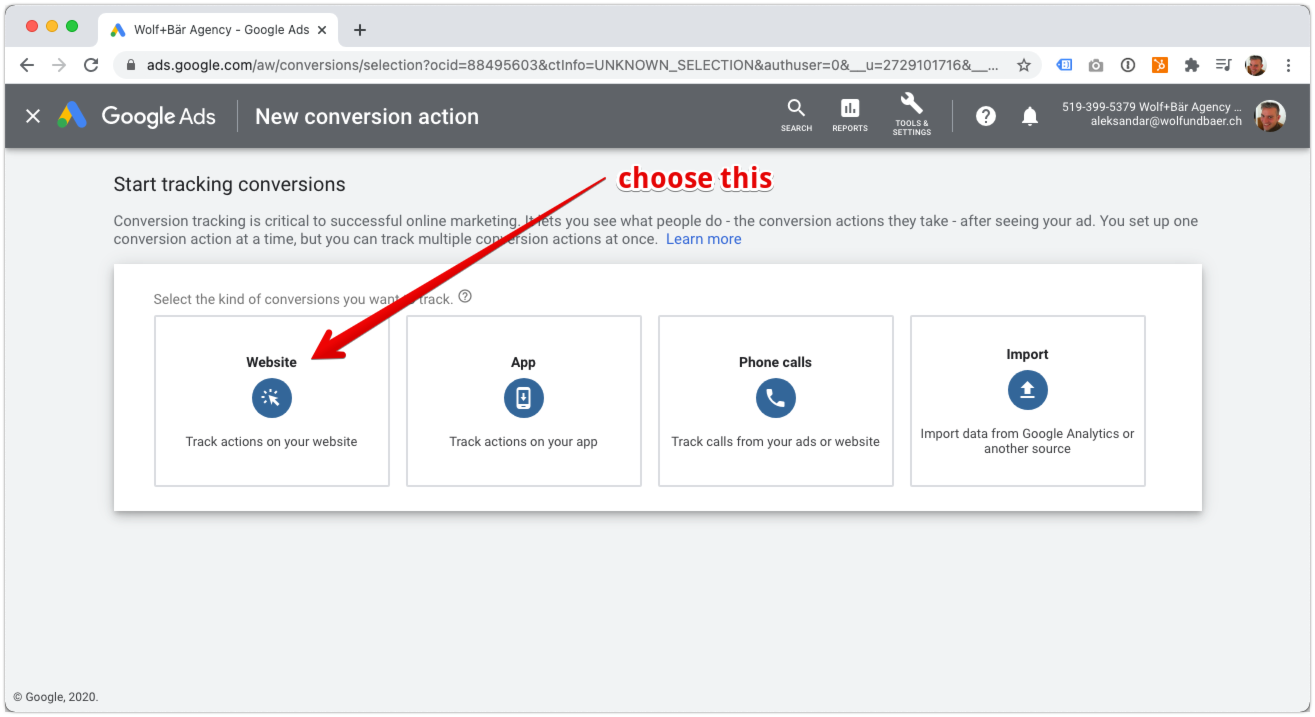 Wolf+Bär Agency - Google Ads
ads.google.com/aw/conversions/selection?ocid=88495603&ctInfo=UNKNOWN_SELECTION&authuser=0&__u=2729101716&__...
Google Ads
New conversion action
SEARCH
REPORTS
TOOLS &
SETTINGS
519-399-5379 Wolf+Bär Agency ...
aleksandar@wolfundbaer.ch
choose this
Start tracking conversions
Conversion tracking is critical to successful online marketing. It lets you see what people do - the conversion actions they take - after seeing your ad. You set up one
conversion action at a time, but you can track multiple conversion actions at once. Learn more
Select the kind of conversions you want to track.
Website
Track actions on your website
App
Track actions on your app
Phone calls
Track calls from your ads or website
Import
Import data from Google Analytics or
another source
© Google, 2020.